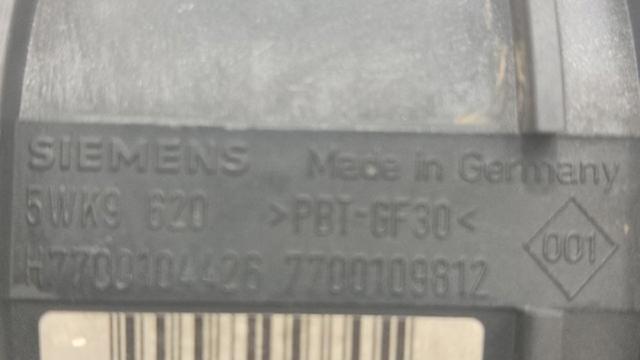 SIEMENS Made in Germany
5WK9 620 >PBT-GF30<
H7700104426 7700109812
001